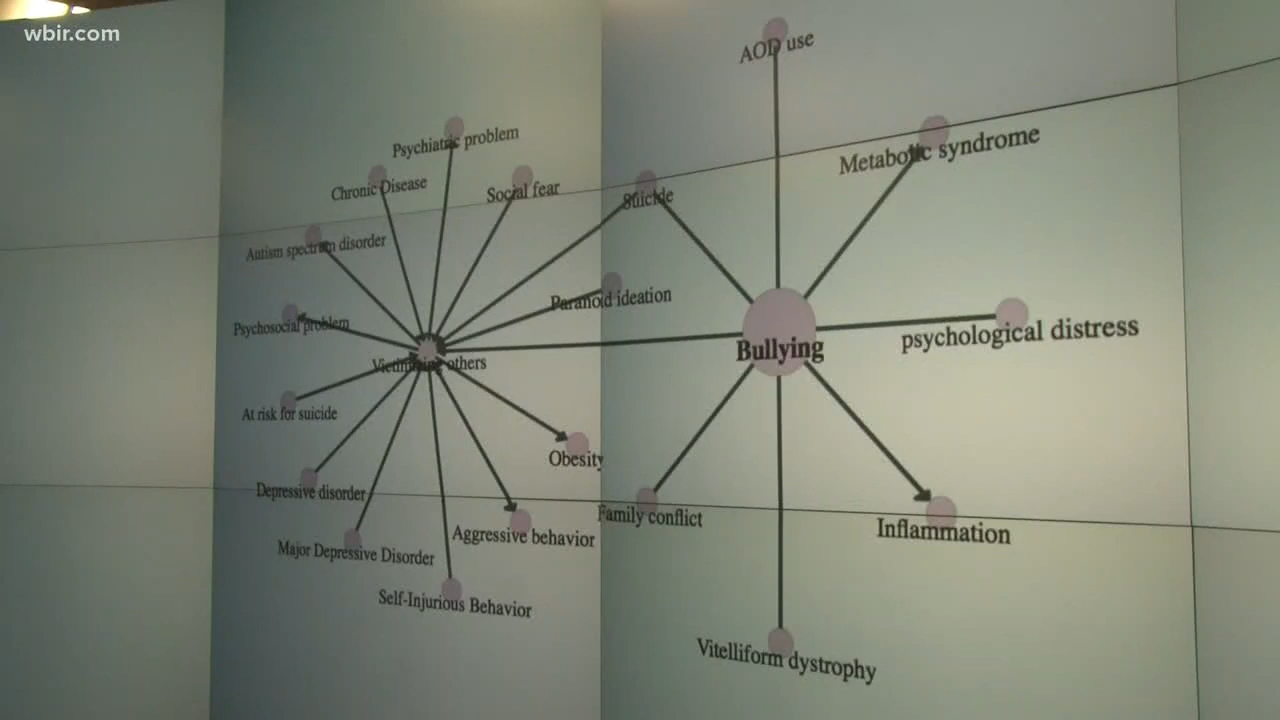 wbir.com
AOD use
Psychiatric problem
Metabolic syndrome
Chronic Disease
Social fear
Suicide
Autism spectrum disorder
Paranoid ideation
Psychosocial problem
psychological distress
Bullying
Victimizing others
At risk for suicide
Obesity
Depressive disorder
Family conflict
Aggressive behavior
Inflammation
Major Depressive Disorder
Self-Injurious Behavior
Vitelliform dystrophy